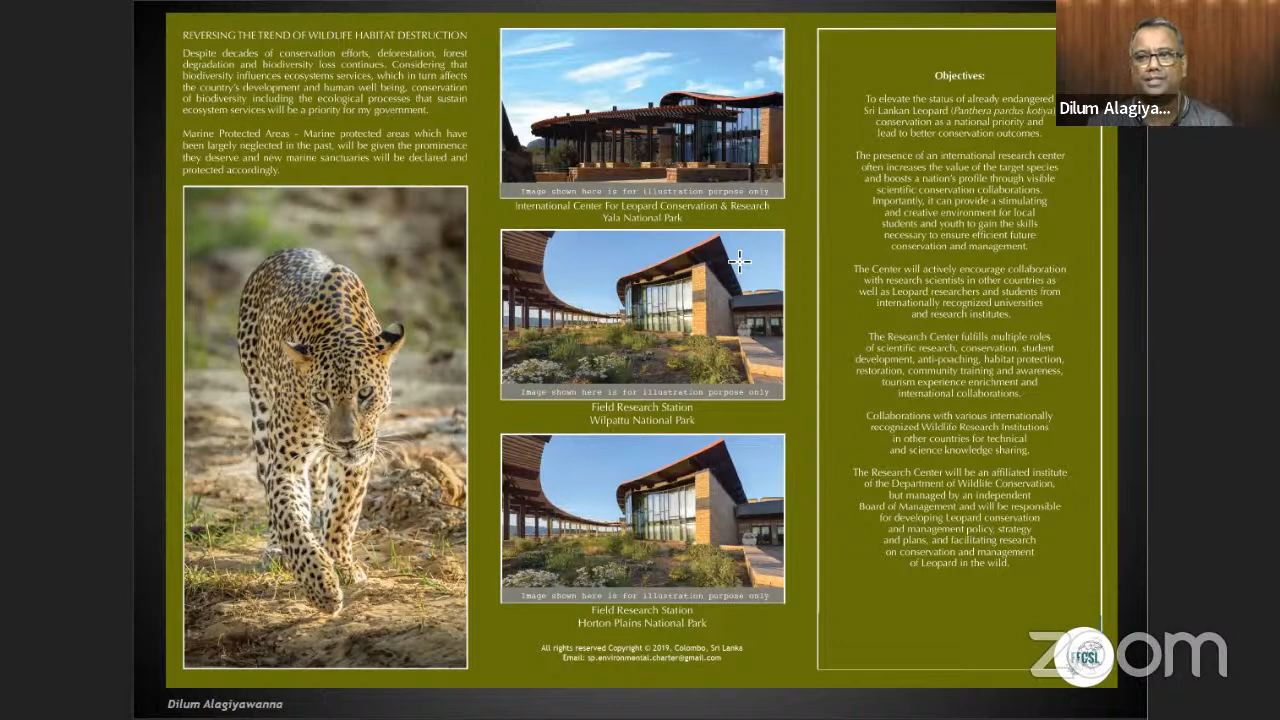 REVERSING THE TREND OF WILDLIFE HABITAT DESTRUCTION
Despite decades of conservation efforts, deforestation, forest
degradation and biodiversity loss continues. Considering that
biodiversity influences ecosystems services, which in turn affects
the country's development and human well being, conservation
of biodiversity including the ecological processes that sustain
ecosystem services will be a priority for my government.
Marine Protected Areas - Marine protected areas which have
been largely neglected in the past, will be given the prominence
they deserve and new marine sanctuaries will be declared and
protected accordingly.
Image shown here is for illustration purpose only
International Center For Leopard Conservation & Research
Yala National Park
Image shown here is for illustration purpose only
Field Research Station
Wilpattu National Park
Image shown here is for illustration purpose only
Field Research Station
Horton Plains National Park
All rights reserved Copyright © 2019, Colombo, Sri Lanka
Email: sp.environmental.charter@gmail.com
Objectives:
To elevate the status of already endangered
Sri Lankan Leopard (Panthera pardus kotiya)
conservation as a national priority and
lead to better conservation outcomes.
The presence of an international research center
often increases the value of the target species
and boosts a nation's profile through visible
scientific conservation collaborations.
Importantly, it can provide a stimulating
and creative environment for local
students and youth to gain the skills
necessary to ensure efficient future
conservation and management.
The Center will actively encourage collaboration
with research scientists in other countries as
well as Leopard researchers and students from
internationally recognized universities
and research institutes.
The Research Center fulfills multiple roles
of scientific research, conservation, student
development, anti-poaching, habitat protection,
restoration, community training and awareness,
tourism experience enrichment and
international collaborations.
Collaborations with various internationally
recognized Wildlife Research Institutions
in other countries for technical
and science knowledge sharing.
The Research Center will be an affiliated institute
of the Department of Wildlife Conservation,
but managed by an independent
Board of Management and will be responsible
for developing Leopard conservation
and management policy, strategy
and plans, and facilitating research
on conservation and management
of Leopard in the wild.
Dilum Alagiya...
zoom
FCSL
Dilum Alagiyawanna